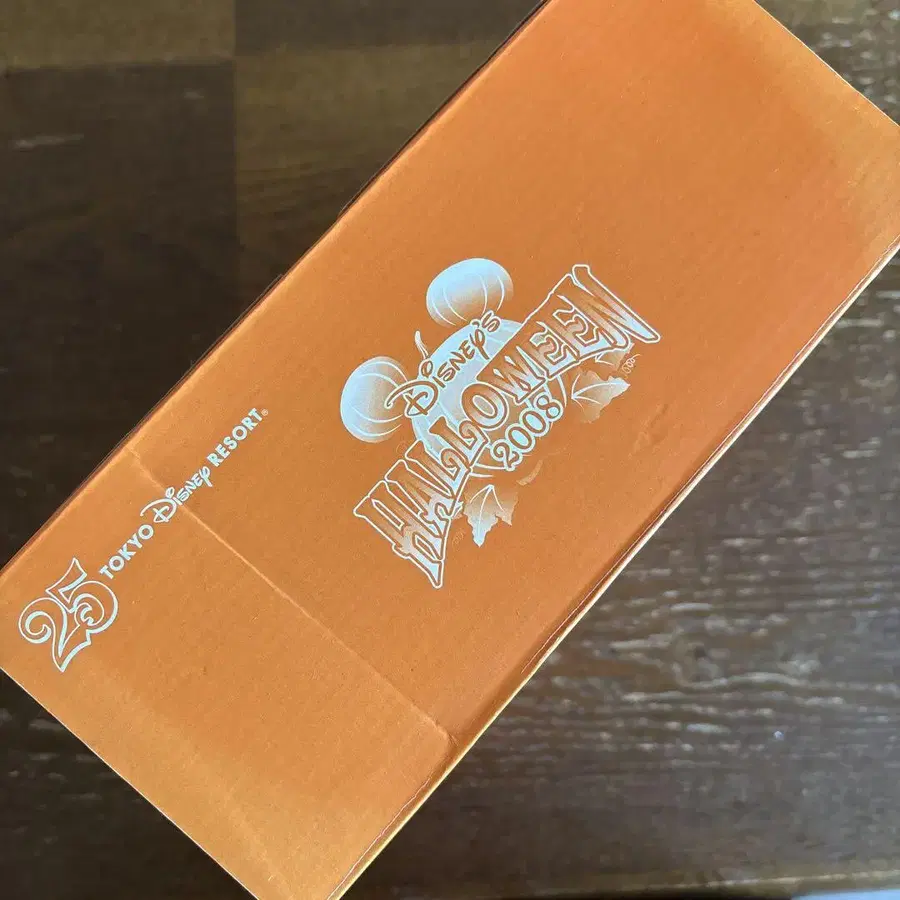 DISNEY'S
HALLOWEEN
2008
25
TOKYO DISNEY RESORT®